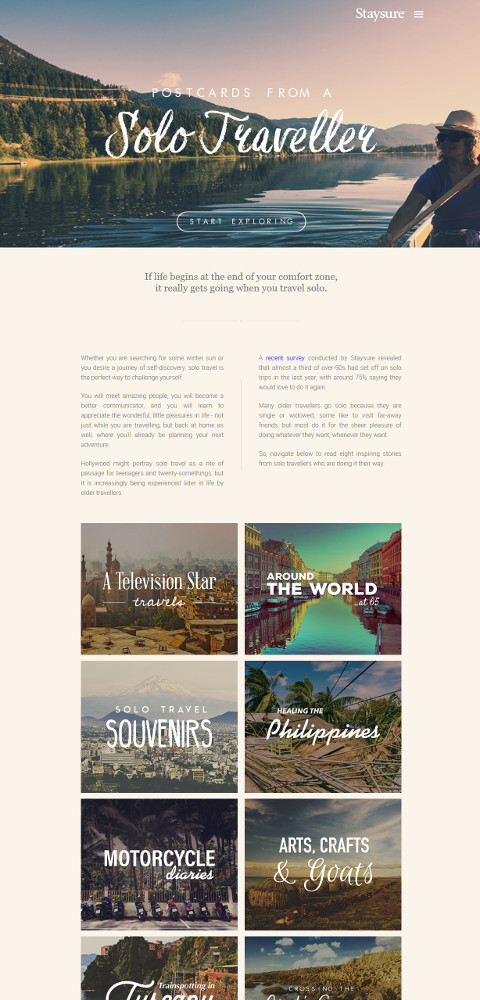 Staysure
POSTCARDS FROM A
Solo Traveller
START EXPLORING
If life begins at the end of your comfort zone,
it really gets going when you travel solo.
Whether you are searching for some winter sun or
you desire a journey of self-discovery, solo travel is
the perfect way to challenge yourself.
You will meet amazing people, you will become a
better communicator, and you will learn to
appreciate the wonderful, little pleasures in life - not
just while you are travelling, but back at home as
well, where you'll already be planning your next
adventure.
Hollywood might portray solo travel as a rite of
passage for teenagers and twenty-somethings, but
it is increasingly being experienced later in life by
older travellers.
A recent survey conducted by Staysure revealed
that almost a third of over-50s had set off on solo
trips in the last year, with around 75% saying they
would love to do it again.
Many older travellers go solo because they are
single or widowed, some like to visit far-away
friends, but most do it for the sheer pleasure of
doing whatever they want, whenever they want.
So, navigate below to read eight inspiring stories
from solo travellers who are doing it their way.
A Television Star
travels
AROUND
THE WORLD
...at 65
SOLO TRAVEL
SOUVENIRS
HEALING THE
Philippines
MOTORCYCLE
diaries
ARTS, CRAFTS
& Goats
Trainspotting in
Tuscany
CROSSING THE